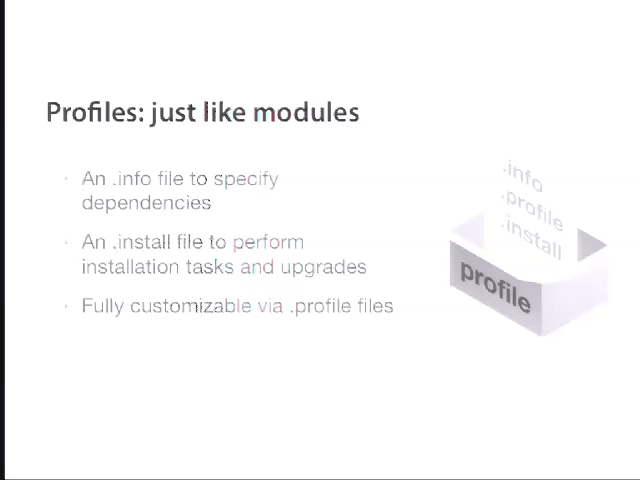 Profiles: just like modules
· An .info file to specify
dependencies
· An .install file to perform
installation tasks and upgrades
· Fully customizable via .profile files
.info
.profile
.install
profile